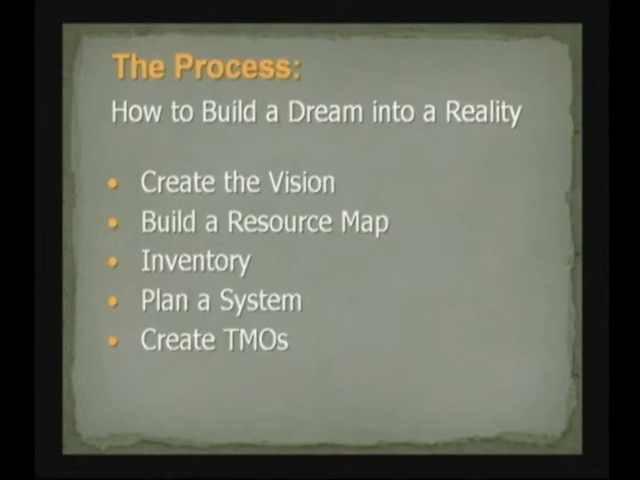 The Process:
How to Build a Dream into a Reality
• Create the Vision
• Build a Resource Map
• Inventory
• Plan a System
• Create TMOs